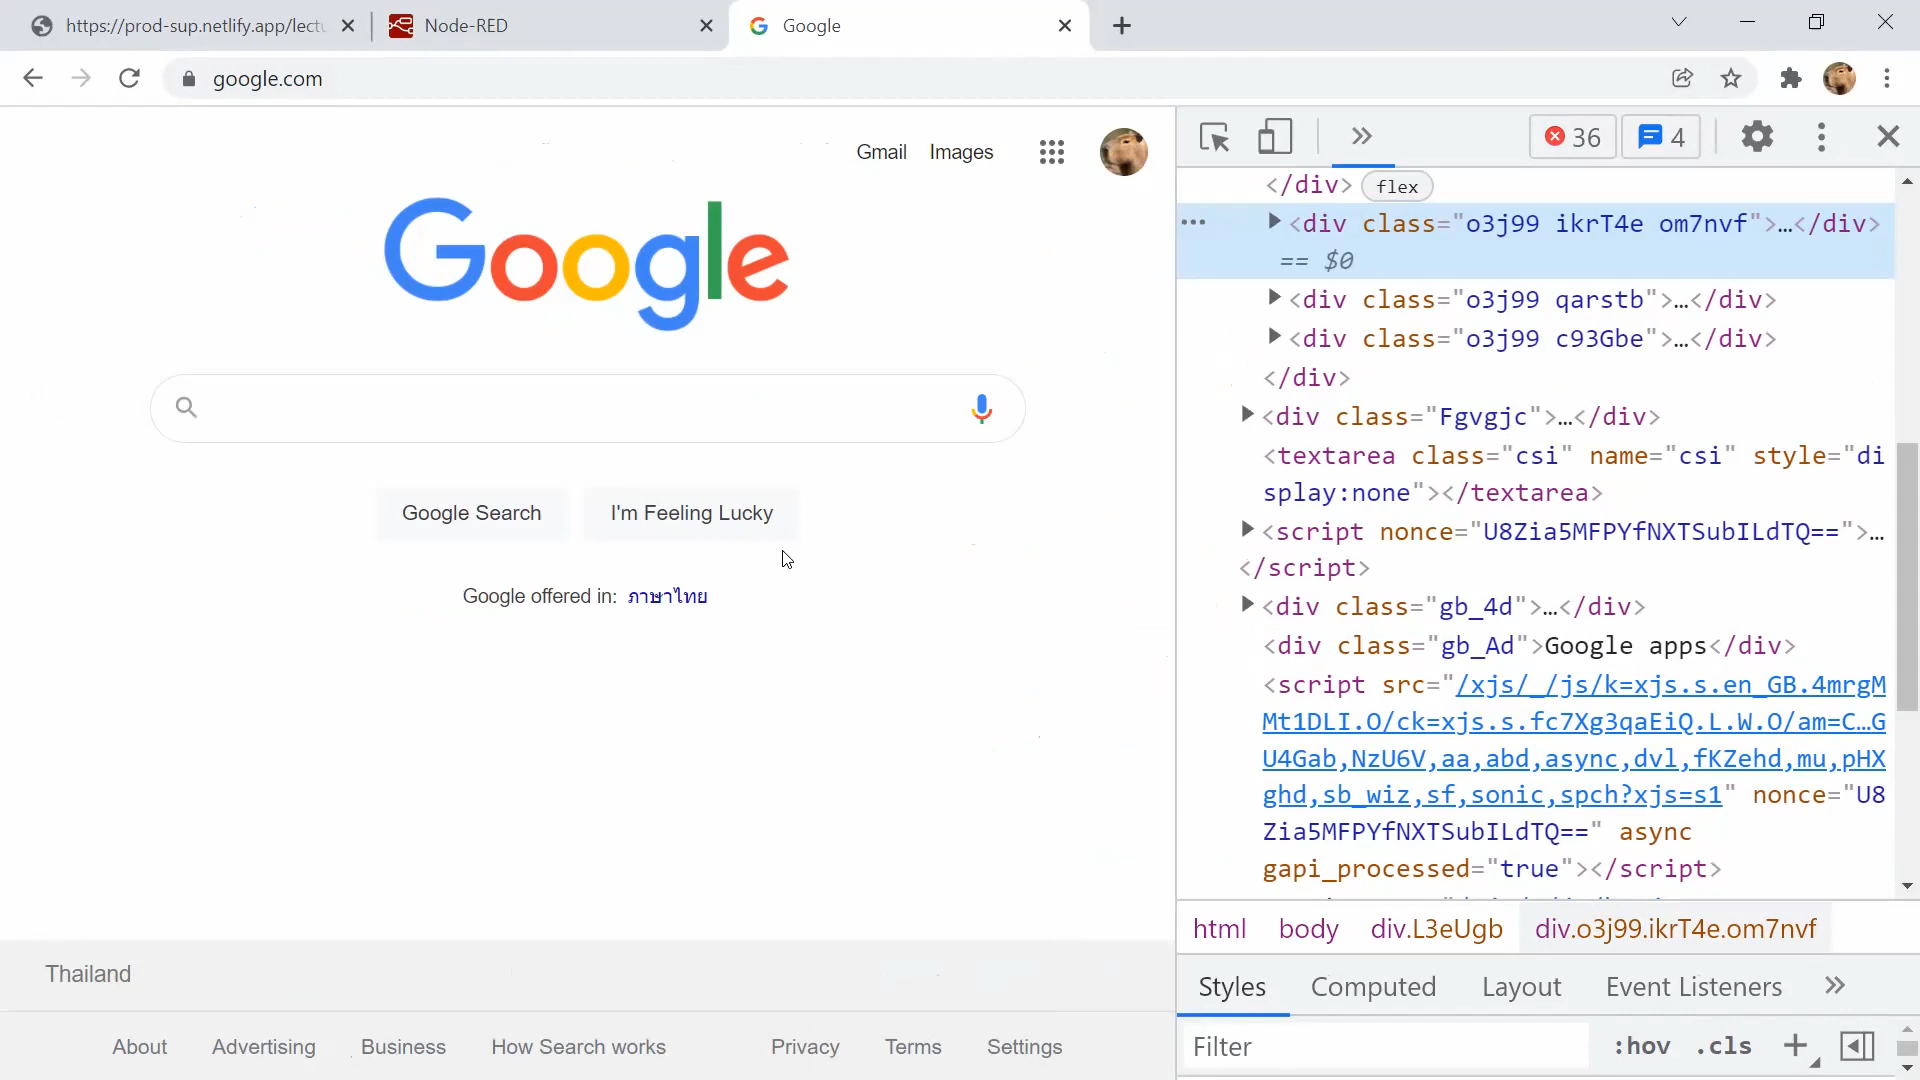 https://prod-sup.netlify.app/lectu
Node-RED
Google
google.com
Gmail
Images
Google
Google Search
I'm Feeling Lucky
Google offered in: ภาษาไทย
Thailand
About
Advertising
Business
How Search works
Privacy
Terms
Settings
36
4
</div> flex
<div class="o3j99 ikrT4e om7nvf">…</div>
== $0
<div class="o3j99 qarstb">…</div>
<div class="o3j99 c93Gbe">…</div>
</div>
<div class="Fgvgjc">…</div>
<textarea class="csi" name="csi" style="di
splay:none"></textarea>
<script nonce="U8Zia5MFPYfNXTSubILdTQ==">…
</script>
<div class="gb_4d">…</div>
<div class="gb_Ad">Google apps</div>
<script src="/xjs/_/js/k=xjs.s.en_GB.4mrgM
Mt1DLI.O/ck=xjs.s.fc7Xg3qaEiQ.L.W.O/am=C…G
U4Gab,NzU6V,aa,abd,async,dvl,fKZehd,mu,pHX
ghd,sb_wiz,sf,sonic,spch?xjs=s1" nonce="U8
Zia5MFPYfNXTSubILdTQ==" async
gapi_processed="true"></script>
html body div.L3eUgb div.o3j99.ikrT4e.om7nvf
Styles Computed Layout Event Listeners
Filter :hov .cls